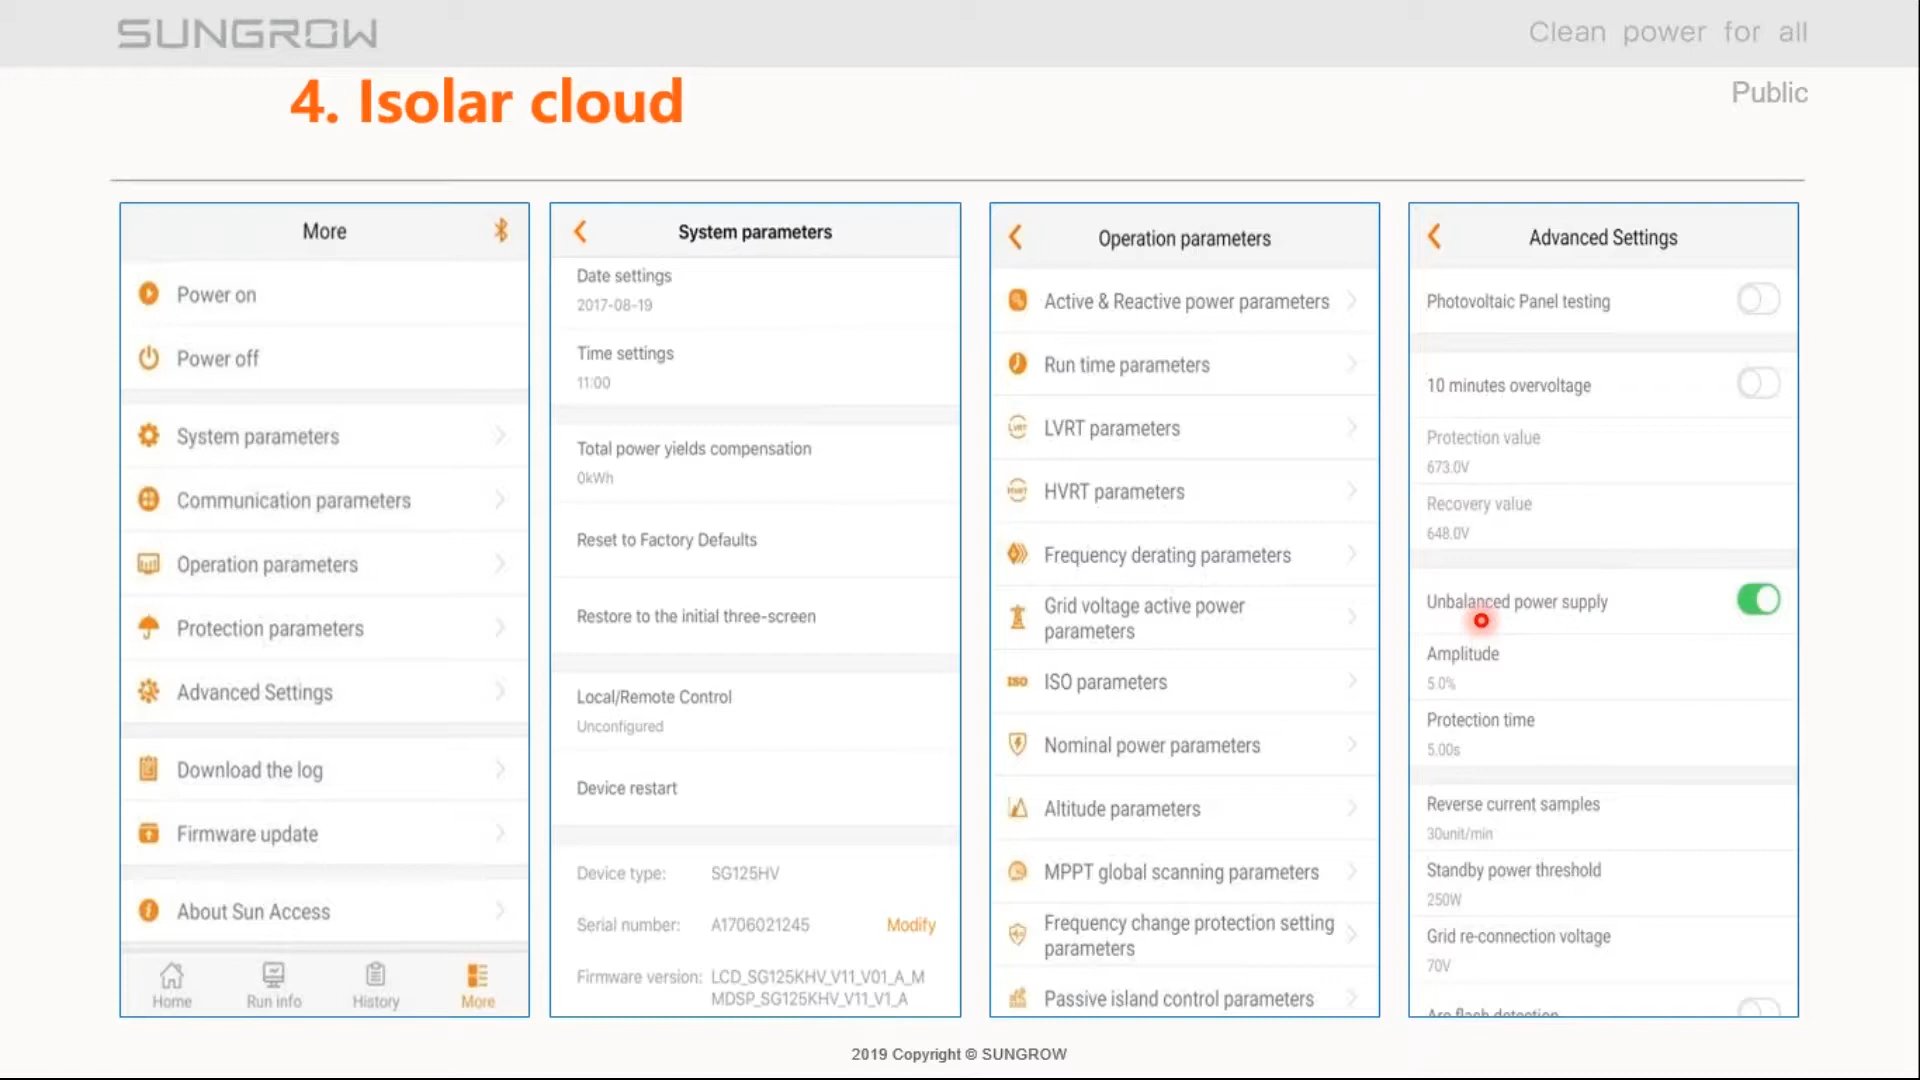 SUNGROW
Clean power for all
4. Isolar cloud
Public
More
Power on
Power off
System parameters
Communication parameters
Operation parameters
Protection parameters
Advanced Settings
Download the log
Firmware update
About Sun Access
Home
Run info
History
More
System parameters
Date settings
2017-08-19
Time settings
11:00
Total power yields compensation
0kWh
Reset to Factory Defaults
Restore to the initial three-screen
Local/Remote Control
Unconfigured
Device restart
Device type: SG125HV
Serial number: A1706021245 Modify
Firmware version: LCD_SG125KHV_V11_V01_A_M
MDSP_SG125KHV_V11_V1_A
Operation parameters
Active & Reactive power parameters
Run time parameters
LVRT
LVRT parameters
HVRT
HVRT parameters
Frequency derating parameters
Grid voltage active power
parameters
ISO
ISO parameters
Nominal power parameters
Altitude parameters
MPPT global scanning parameters
Frequency change protection setting
parameters
Passive island control parameters
Advanced Settings
Photovoltaic Panel testing
10 minutes overvoltage
Protection value
673.0V
Recovery value
648.0V
Unbalanced power supply
Amplitude
5.0%
Protection time
5.00s
Reverse current samples
30unit/min
Standby power threshold
250W
Grid re-connection voltage
70V
Arc flash detection
2019 Copyright © SUNGROW